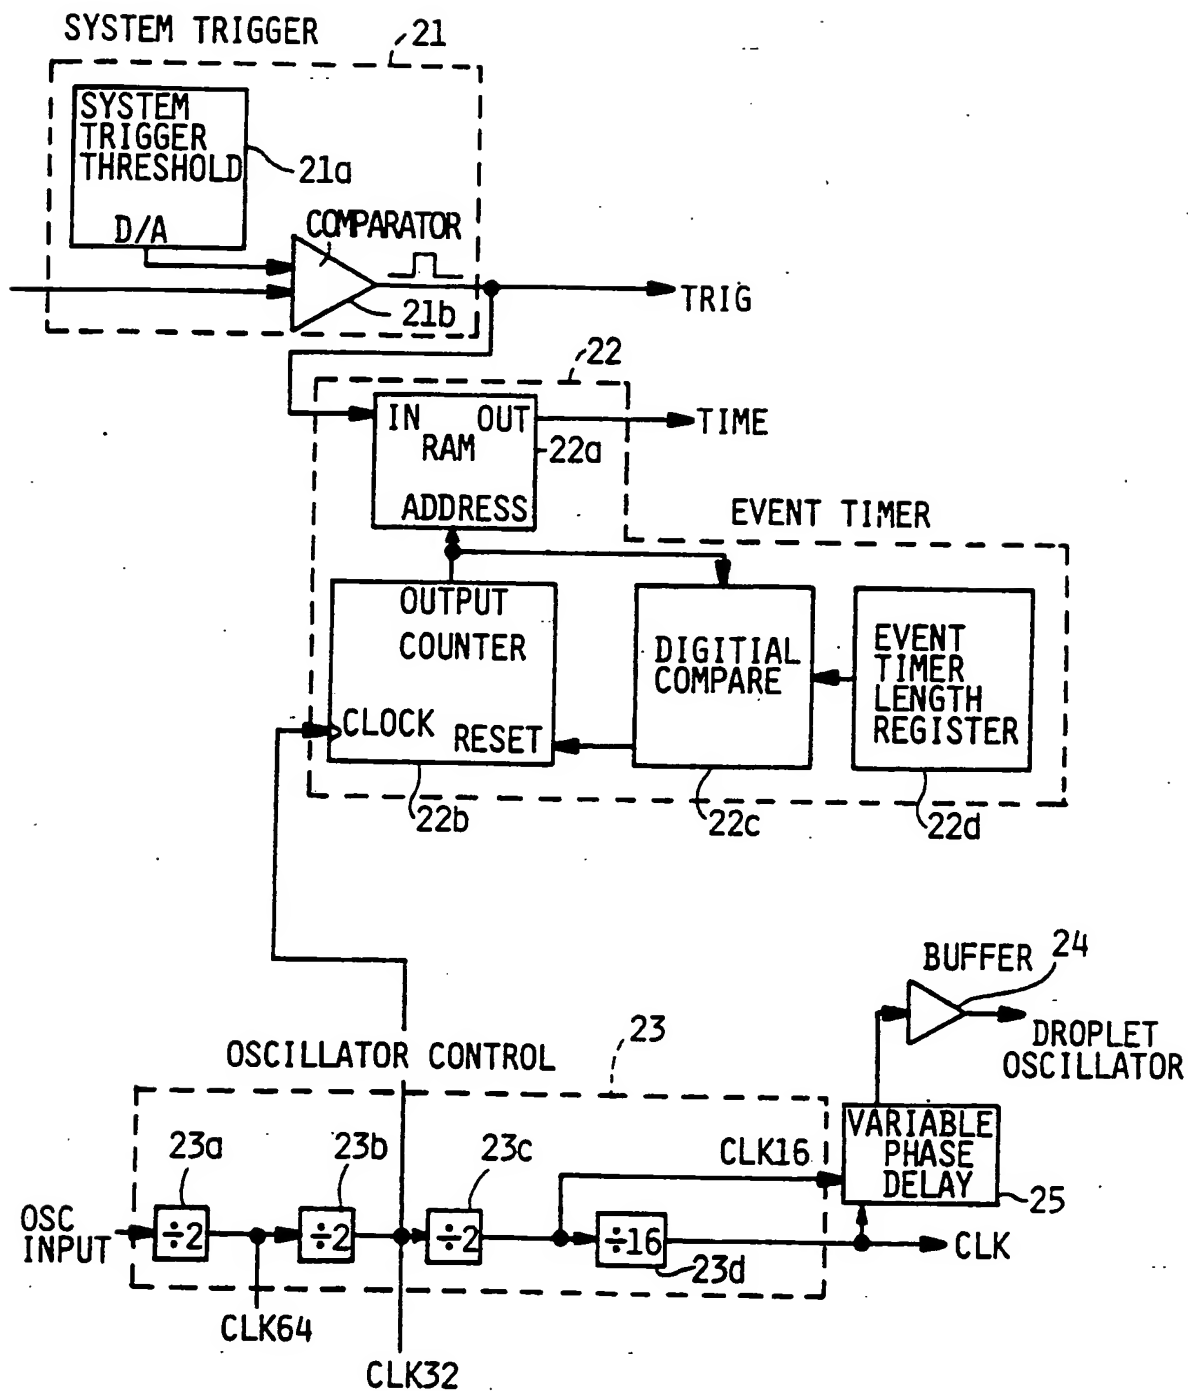 SYSTEM TRIGGER
21
SYSTEM
TRIGGER
THRESHOLD
21a
D/A
COMPARATOR
21b
TRIG
22
IN OUT
RAM
22a
TIME
ADDRESS
EVENT TIMER
OUTPUT
COUNTER
CLOCK
RESET
22b
DIGITIAL
COMPARE
22c
EVENT
TIMER
LENGTH
REGISTER
22d
BUFFER
24
DROPLET
OSCILLATOR
OSCILLATOR CONTROL
23
VARIABLE
PHASE
DELAY
25
CLK16
23a
23b
23c
OSC
INPUT
÷2
÷2
÷2
÷16
23d
CLK
CLK64
CLK32